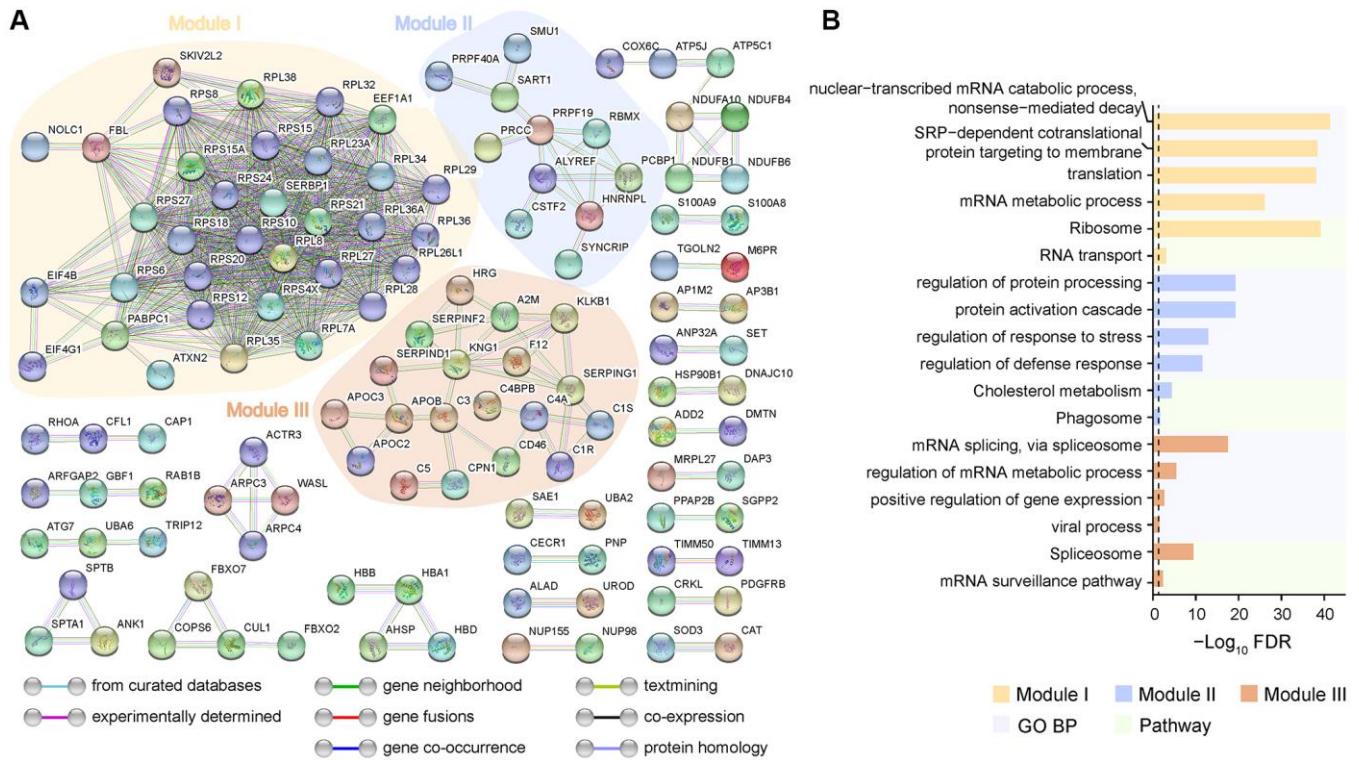 A
B
Module I
Module II
SKIV2L2
RPL38
RPL32
RPS8
EEF1A1
NOLC1
FBL
RPS15
RPS15A
RPL23A
RPL34
RPS24
SERBP1
RPL29
RPS27
RPS21
RPL36A
RPS18
RPS10
RPL36
RPL8
RPL26L1
EIF4B
RPS6
RPS20
RPL27
RPS12
RPS4X
RPL28
PABPC1
EIF4G1
RPL35
RPL7A
ATXN2
SMU1
PRPF40A
SART1
PRPF19
RBMX
PRCC
ALYREF
PCBP1
CSTF2
HNRNPL
SYNCRIP
COX6C
ATP5J
ATP5C1
NDUFA10
NDUFB4
NDUFB1
NDUFB6
S100A9
S100A8
TGOLN2
M6PR
AP1M2
AP3B1
ANP32A
SET
HSP90B1
DNAJC10
ADD2
DMTN
MRPL27
DAP3
PPAP2B
SGPP2
TIMM50
TIMM13
CRKL
PDGFRB
SOD3
CAT
Module III
HRG
A2M
KLKB1
SERPINF2
SERPIND1
KNG1
F12
SERPING1
APOC3
APOB
C3
C4BPB
C4A
C1S
APOC2
CD46
C1R
C5
CPN1
RHOA
CFL1
CAP1
ACTR3
ARFGAP2
GBF1
RAB1B
ARPC3
WASL
ATG7
UBA6
TRIP12
ARPC4
SAE1
UBA2
CECR1
PNP
ALAD
UROD
NUP155
NUP98
SPTB
SPTA1
ANK1
FBXO7
COPS6
CUL1
FBXO2
HBB
HBA1
AHSP
HBD
from curated databases
gene neighborhood
textmining
experimentally determined
gene fusions
co-expression
gene co-occurrence
protein homology
nuclear-transcribed mRNA catabolic process,
nonsense-mediated decay
SRP-dependent cotranslational
protein targeting to membrane
translation
mRNA metabolic process
Ribosome
RNA transport
regulation of protein processing
protein activation cascade
regulation of response to stress
regulation of defense response
Cholesterol metabolism
Phagosome
mRNA splicing, via spliceosome
regulation of mRNA metabolic process
positive regulation of gene expression
viral process
Spliceosome
mRNA surveillance pathway
0 10 20 30 40
−Log₁₀ FDR
Module I Module II Module III
GO BP Pathway